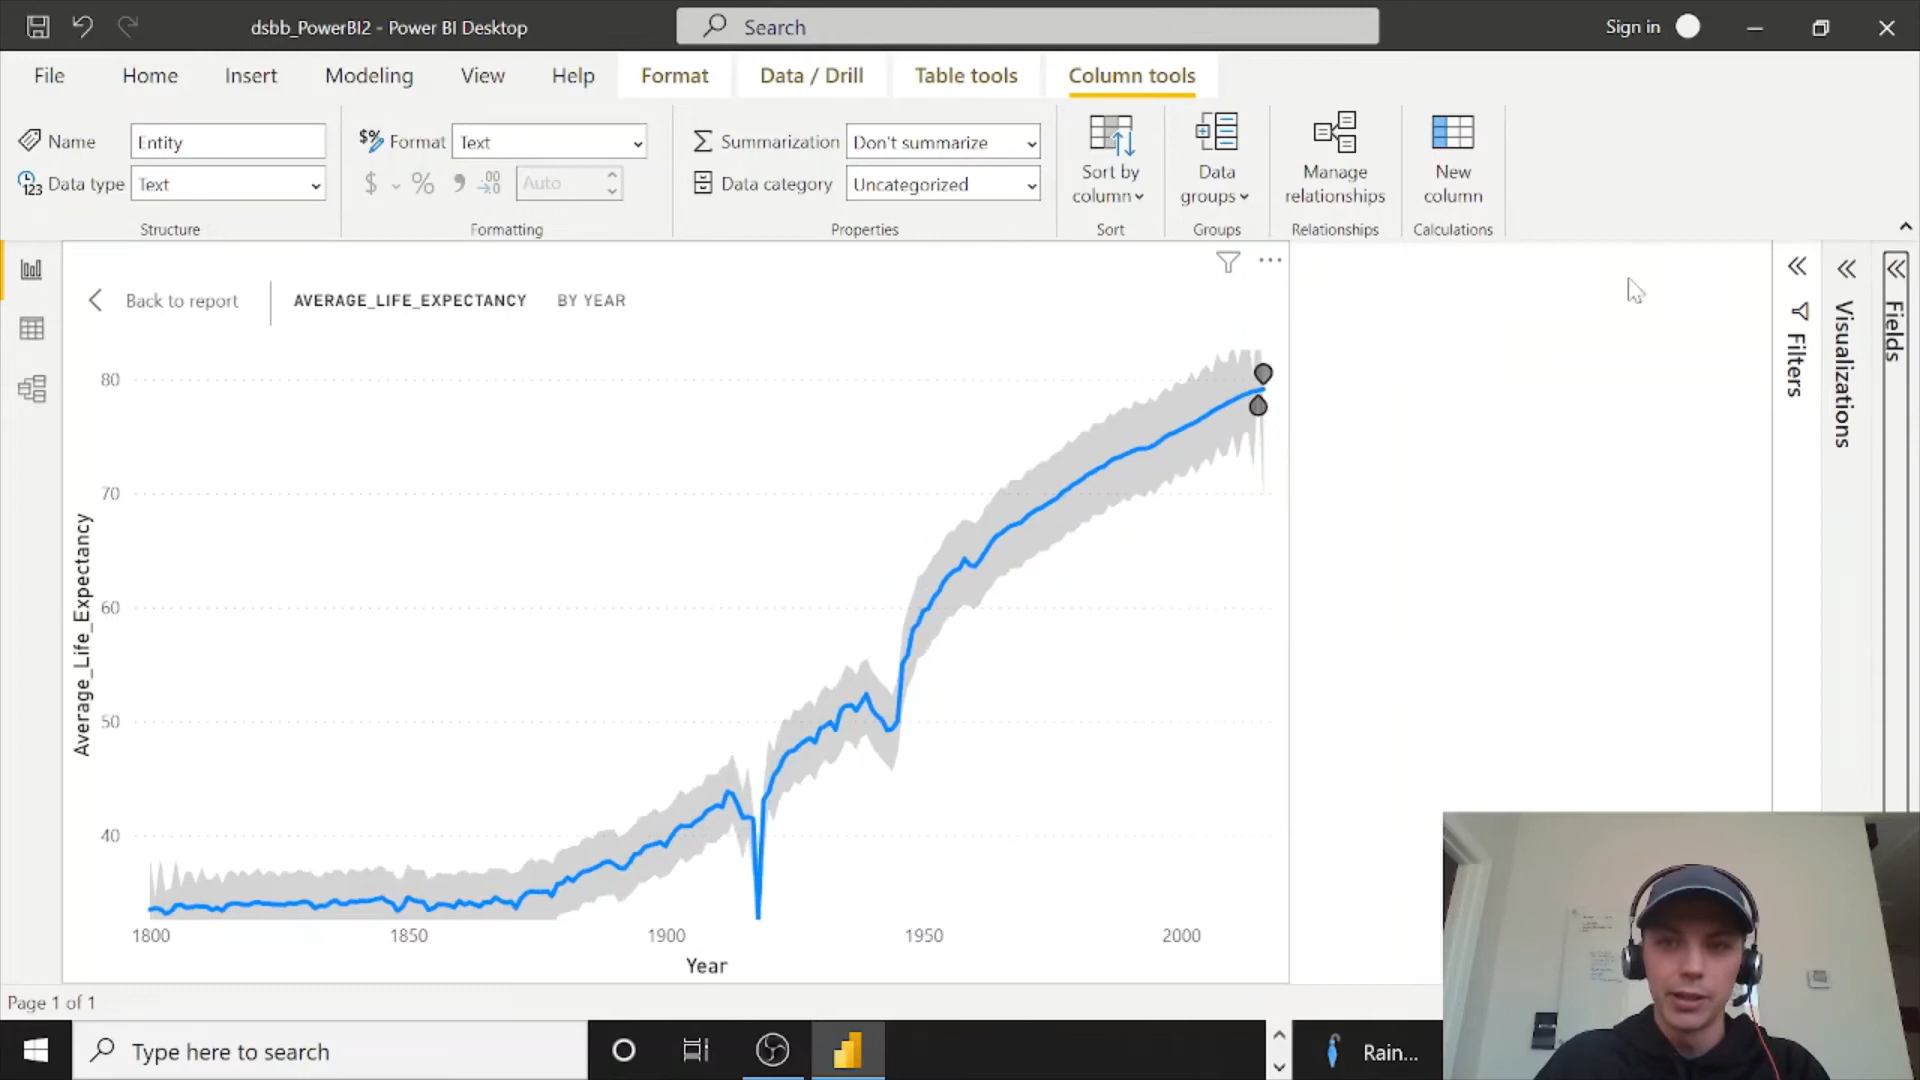 dsbb_PowerBI2 - Power BI Desktop
Search
Sign in
File
Home
Insert
Modeling
View
Help
Format
Data / Drill
Table tools
Column tools
Name
Entity
Data type
Text
Structure
$% Format
Text
$ % 9 .00
Auto
Formatting
Summarization
Don't summarize
Data category
Uncategorized
Properties
Sort by
column
Sort
Data
groups
Groups
Manage
relationships
Relationships
New
column
Calculations
Back to report
AVERAGE_LIFE_EXPECTANCY
BY YEAR
Filters
Visualizations
Fields
Average_Life_Expectancy
80
70
60
50
40
1800
1850
1900
1950
2000
Year
Page 1 of 1
Type here to search
Rain...